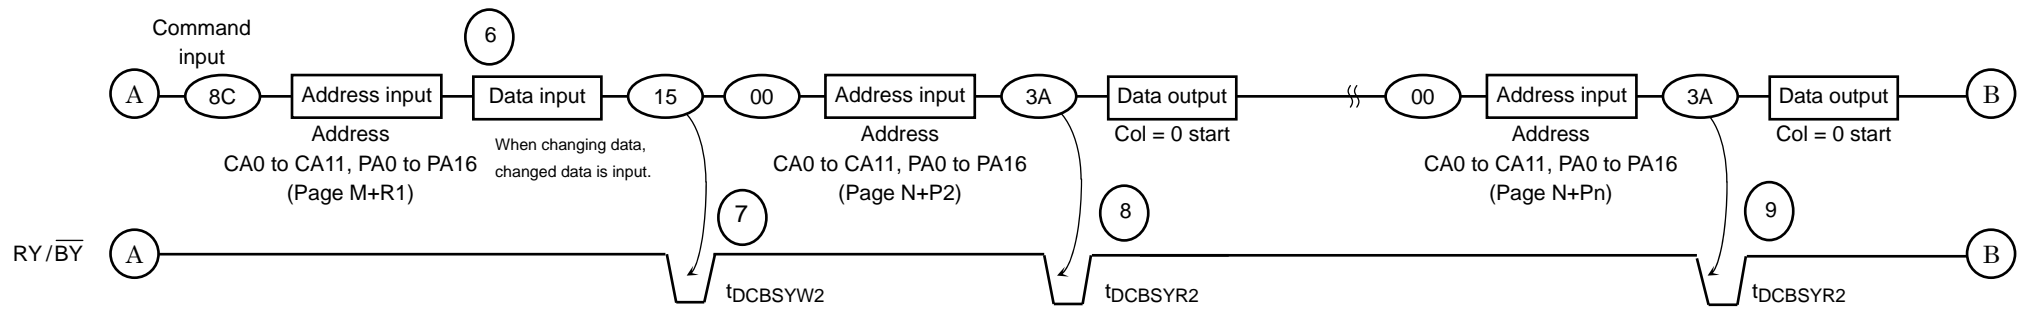 Command
input
6
A 8C Address input Data input 15 00 Address input 3A Data output 00 Address input 3A Data output B
Address
CA0 to CA11, PA0 to PA16
(Page M+R1)
When changing data,
changed data is input.
Address
CA0 to CA11, PA0 to PA16
(Page N+P2)
Col = 0 start
Address
CA0 to CA11, PA0 to PA16
(Page N+Pn)
Col = 0 start
7
8
9
RY/BY A B
tDCBSYW2
tDCBSYR2
tDCBSYR2